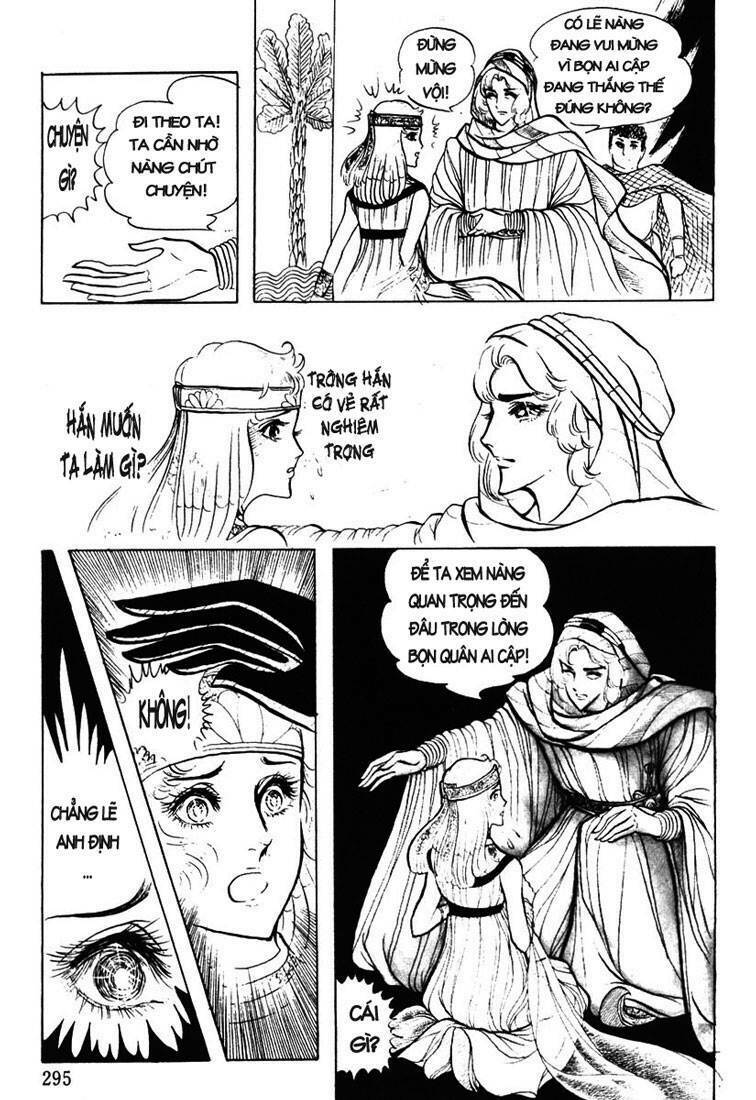 CÓ LẼ NÀNG
ĐANG VUI MỪNG
VÌ BỌN AI CẬP
ĐANG THẮNG THẾ
ĐÚNG KHÔNG?
ĐỪNG
MỪNG
VỘI!
ĐI THEO TA!
TA CẦN NHỜ
NÀNG CHÚT
CHUYỆN!
CHUYỆN
GÌ?
TRÔNG HẮN
CÓ VẺ RẤT
NGHIÊM
TRỌNG
HẮN MUỐN
TA LÀM GÌ?
ĐỂ TA XEM NÀNG
QUAN TRỌNG ĐẾN
ĐÂU TRONG LÒNG
BỌN QUÂN AI CẬP!
CÁI
GÌ?
KHÔNG!
CHẲNG LẼ
ANH ĐỊNH
...
295